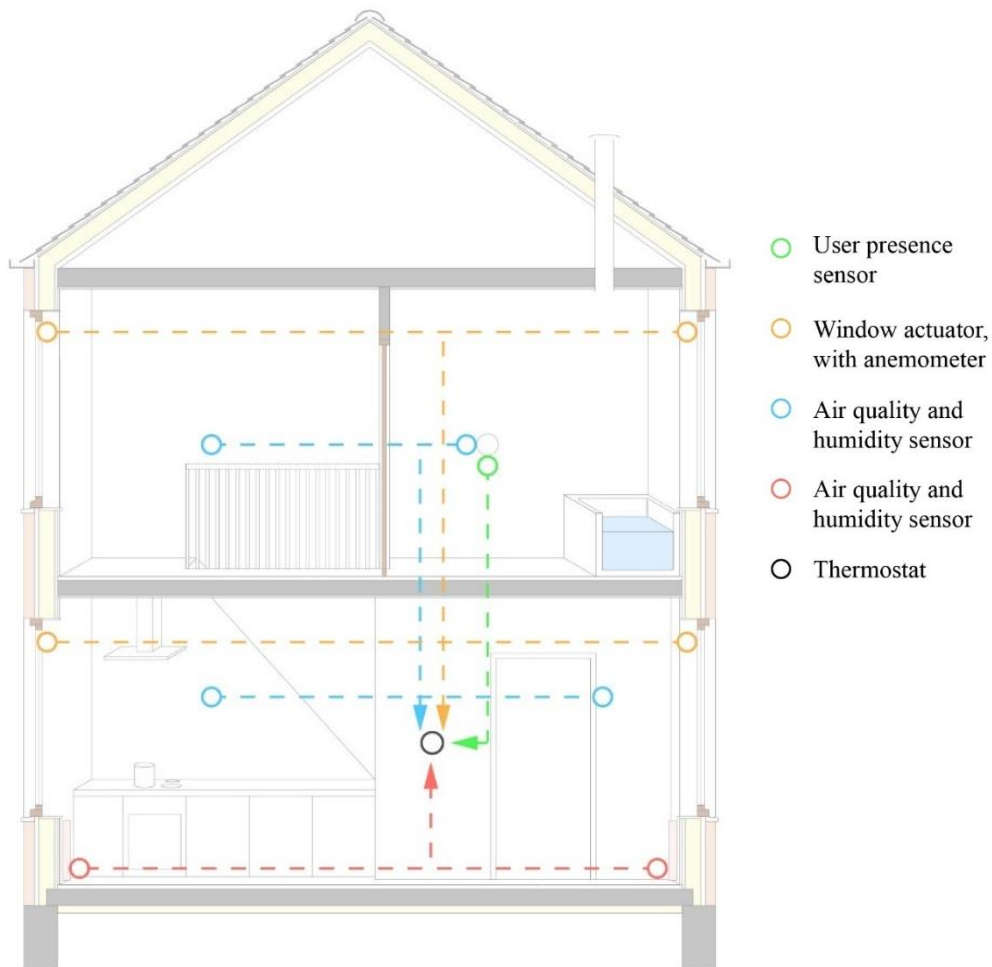 User presence
sensor
Window actuator,
with anemometer
Air quality and
humidity sensor
Air quality and
humidity sensor
Thermostat